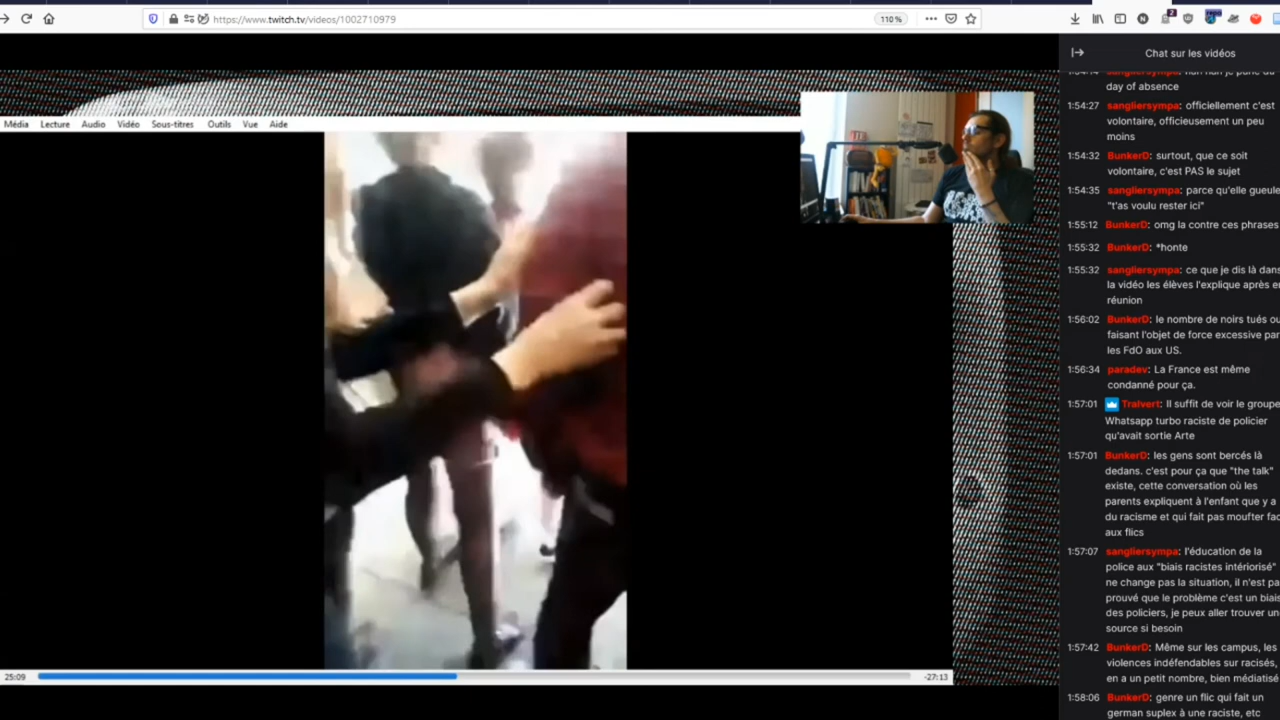 https://www.twitch.tv/videos/1002710979
110%
Chat sur les vidéos
day of absence
1:54:27 sangliersympa: officiellement c'est
volontaire, officieusement un peu
moins
1:54:32 BunkerD: surtout, que ce soit
volontaire, c'est PAS le sujet
1:54:35 sangliersympa: parce qu'elle gueule
"t'as voulu rester ici"
1:55:12 BunkerD: omg la contre ces phrases
1:55:32 BunkerD: *honte
1:55:32 sangliersympa: ce que je dis là dans
la vidéo les élèves l'explique après en
réunion
1:56:02 BunkerD: le nombre de noirs tués ou
faisant l'objet de force excessive par
les FdO aux US.
1:56:34 paradev: La France est même
condanné pour ça.
1:57:01 Tralvert: Il suffit de voir le groupe
Whatsapp turbo raciste de policier
qu'avait sortie Arte
1:57:01 BunkerD: les gens sont bercés là
dedans. c'est pour ça que "the talk"
existe, cette conversation où les
parents expliquent à l'enfant que y a
du racisme et qui fait pas moufter fac
aux flics
1:57:07 sangliersympa: l'éducation de la
police aux "biais racistes intériorisé"
ne change pas la situation, il n'est pa
prouvé que le problème c'est un biais
des policiers, je peux aller trouver un
source si besoin
1:57:42 BunkerD: Même sur les campus, les
violences indéfendables sur racisés,
en a un petit nombre, bien médiatisé
1:58:06 BunkerD: genre un flic qui fait un
german suplex à une raciste, etc
Média Lecture Audio Vidéo Sous-titres Outils Vue Aide
25:09
-27:13